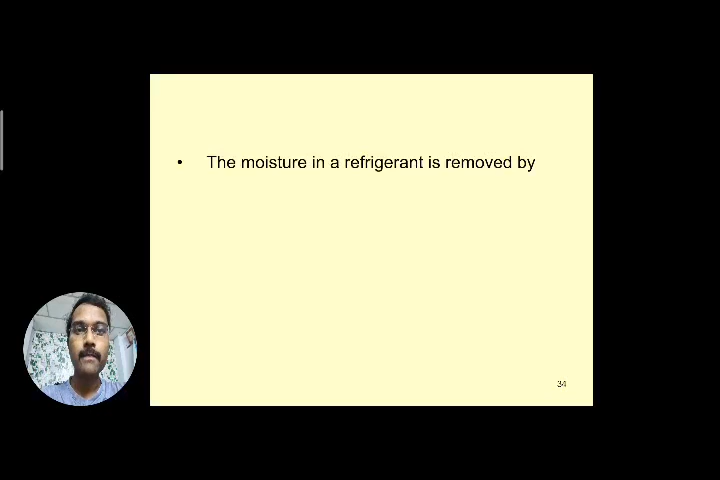 • The moisture in a refrigerant is removed by
34